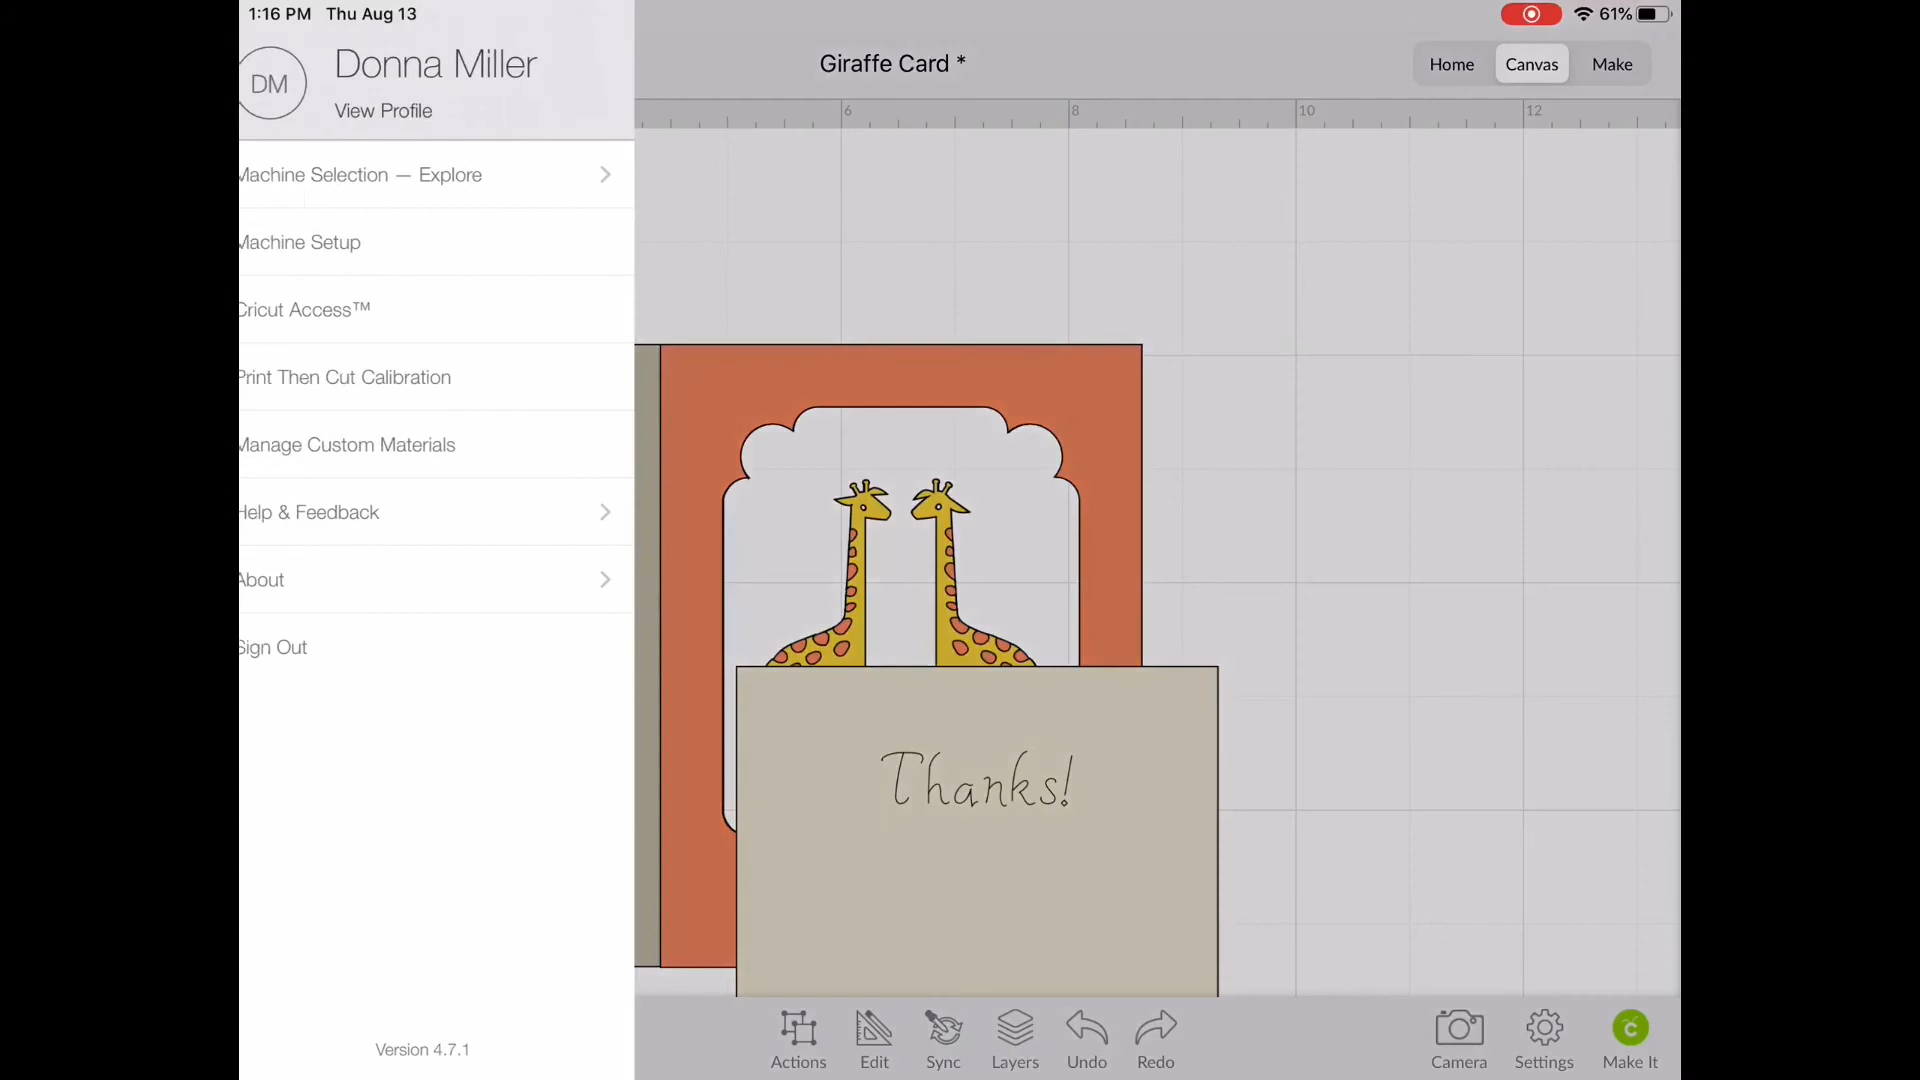 1:16 PM Thu Aug 13
61%
DM
Donna Miller
View Profile
Giraffe Card *
Home Canvas Make
6 8 10 12
Machine Selection — Explore
Machine Setup
Cricut Access™
Print Then Cut Calibration
Manage Custom Materials
Help & Feedback
About
Sign Out
Thanks!
Version 4.7.1
Actions Edit Sync Layers Undo Redo Camera Settings Make It